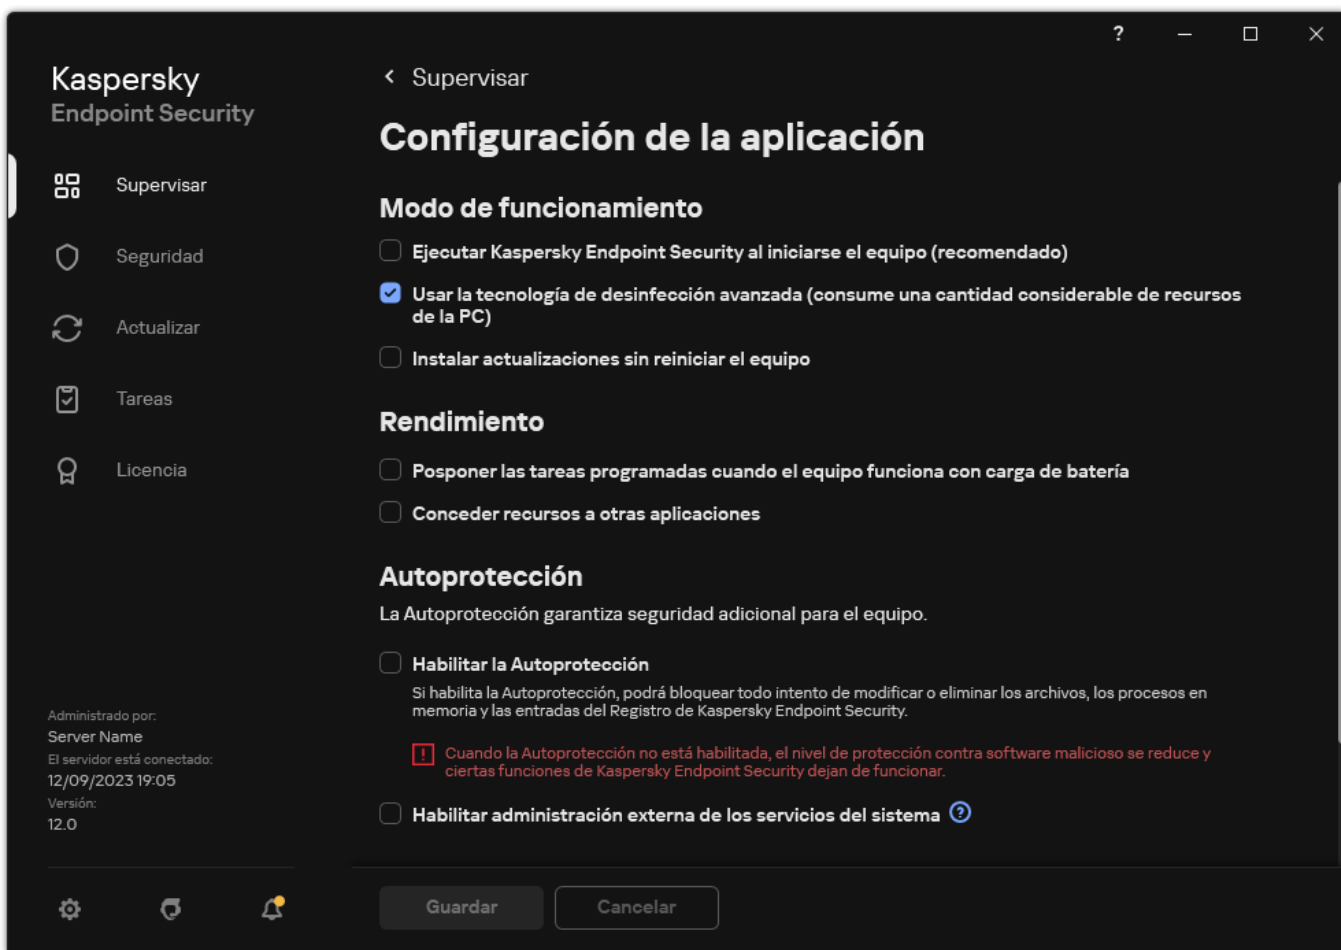 ?
Kaspersky
Endpoint Security
Supervisar
Seguridad
Actualizar
Tareas
Licencia
Administrado por:
Server Name
El servidor está conectado:
12/09/2023 19:05
Versión:
12.0
Supervisar
Configuración de la aplicación
Modo de funcionamiento
Ejecutar Kaspersky Endpoint Security al iniciarse el equipo (recomendado)
Usar la tecnología de desinfección avanzada (consume una cantidad considerable de recursos
de la PC)
Instalar actualizaciones sin reiniciar el equipo
Rendimiento
Posponer las tareas programadas cuando el equipo funciona con carga de batería
Conceder recursos a otras aplicaciones
Autoprotección
La Autoprotección garantiza seguridad adicional para el equipo.
Habilitar la Autoprotección
Si habilita la Autoprotección, podrá bloquear todo intento de modificar o eliminar los archivos, los procesos en
memoria y las entradas del Registro de Kaspersky Endpoint Security.
Cuando la Autoprotección no está habilitada, el nivel de protección contra software malicioso se reduce y
ciertas funciones de Kaspersky Endpoint Security dejan de funcionar.
Habilitar administración externa de los servicios del sistema ?
Guardar
Cancelar